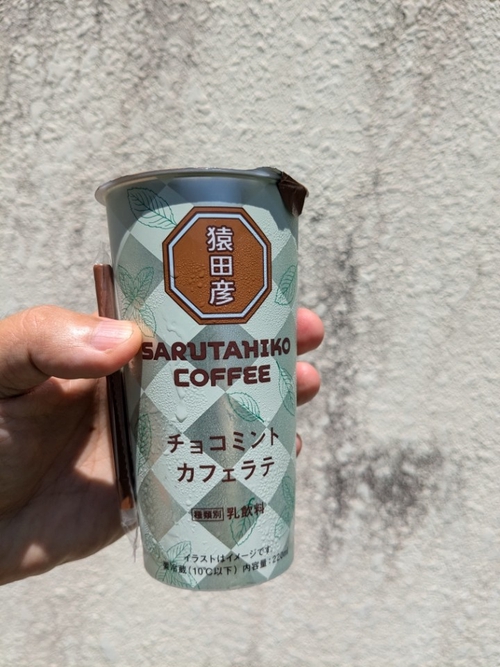 猿田彦
SARUTAHIKO
COFFEE
チョコミント
カフェラテ
種類別 乳飲料
イラストはイメージです
要冷蔵(10℃以下) 内容量: